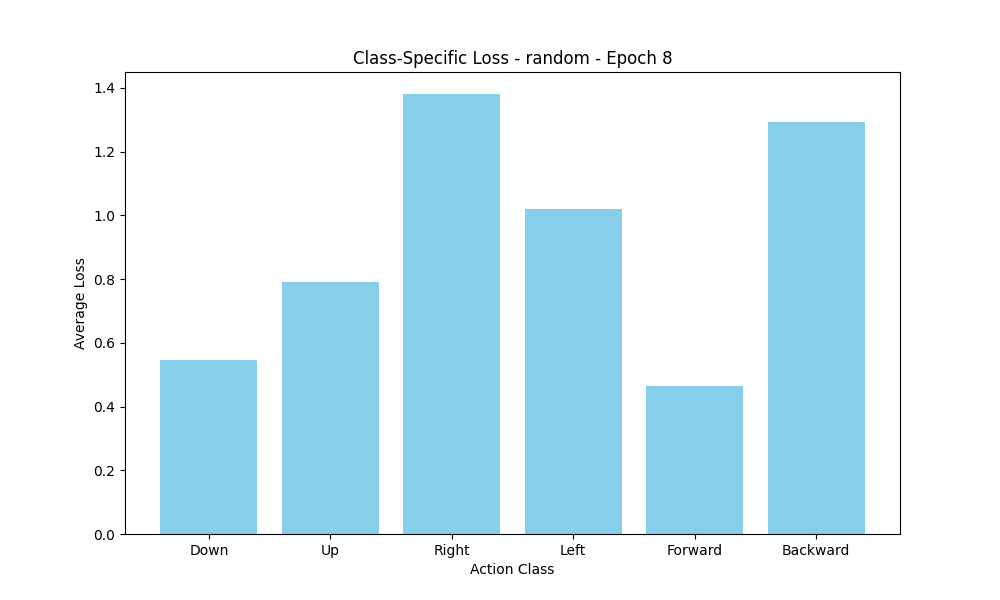 Class-Specific Loss - random - Epoch 8
Average Loss
1.4
1.2
1.0
0.8
0.6
0.4
0.2
0.0
Down Up Right Left Forward Backward
Action Class